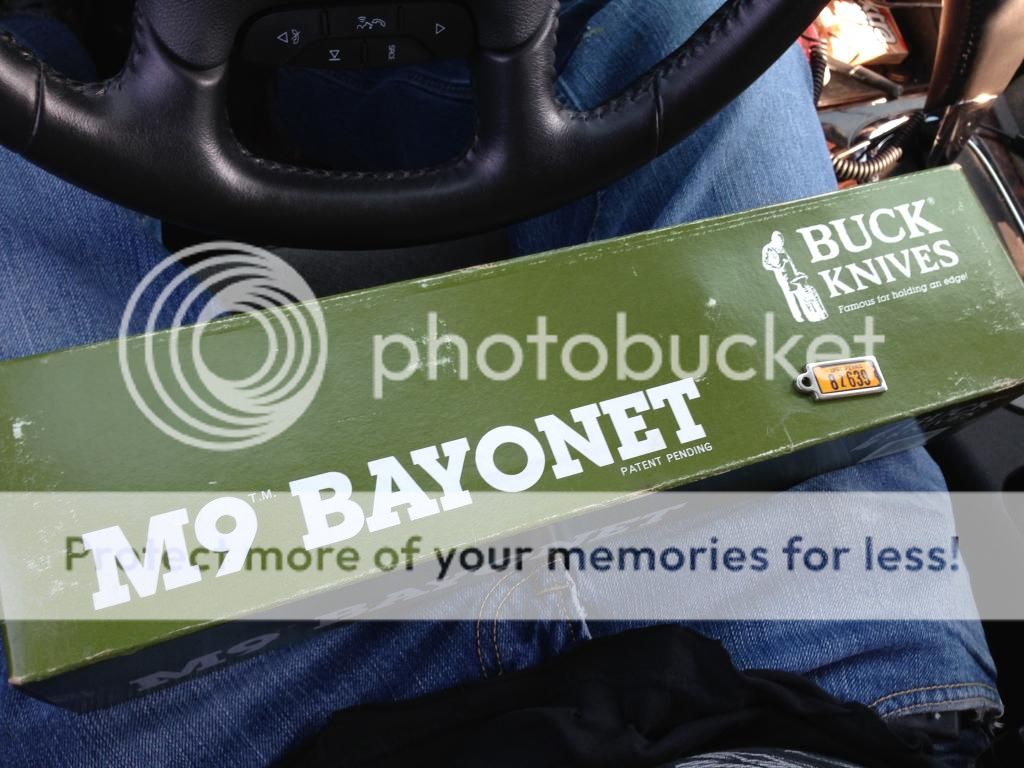 SRCE
BUCK®
KNIVES
Famous for holding an edge!
photobucket
M9 T.M. BAYONET
PATENT PENDING
Protect more of your memories for less!
M9 BAYONET